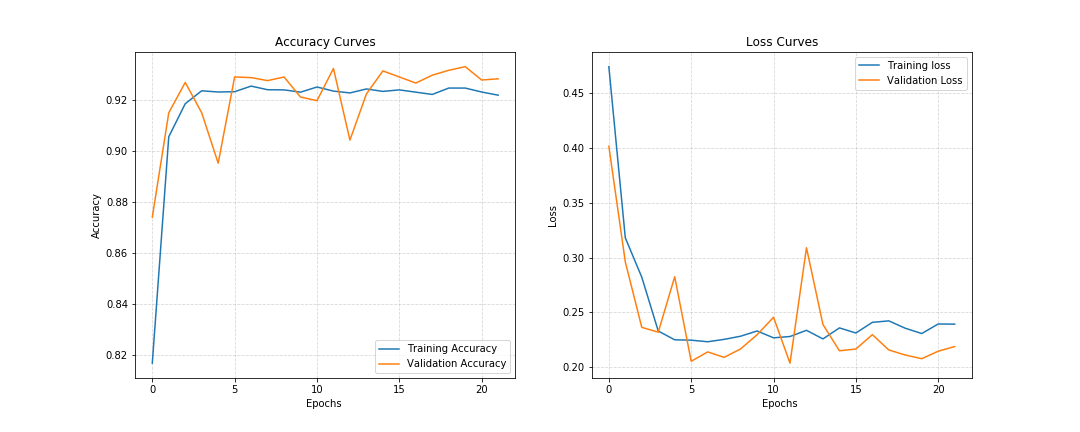 Accuracy Curves
Accuracy
0.92
0.90
0.88
0.86
0.84
0.82
0 5 10 15 20
Epochs
Training Accuracy
Validation Accuracy
Loss Curves
Loss
0.45
0.40
0.35
0.30
0.25
0.20
0 5 10 15 20
Epochs
Training loss
Validation Loss